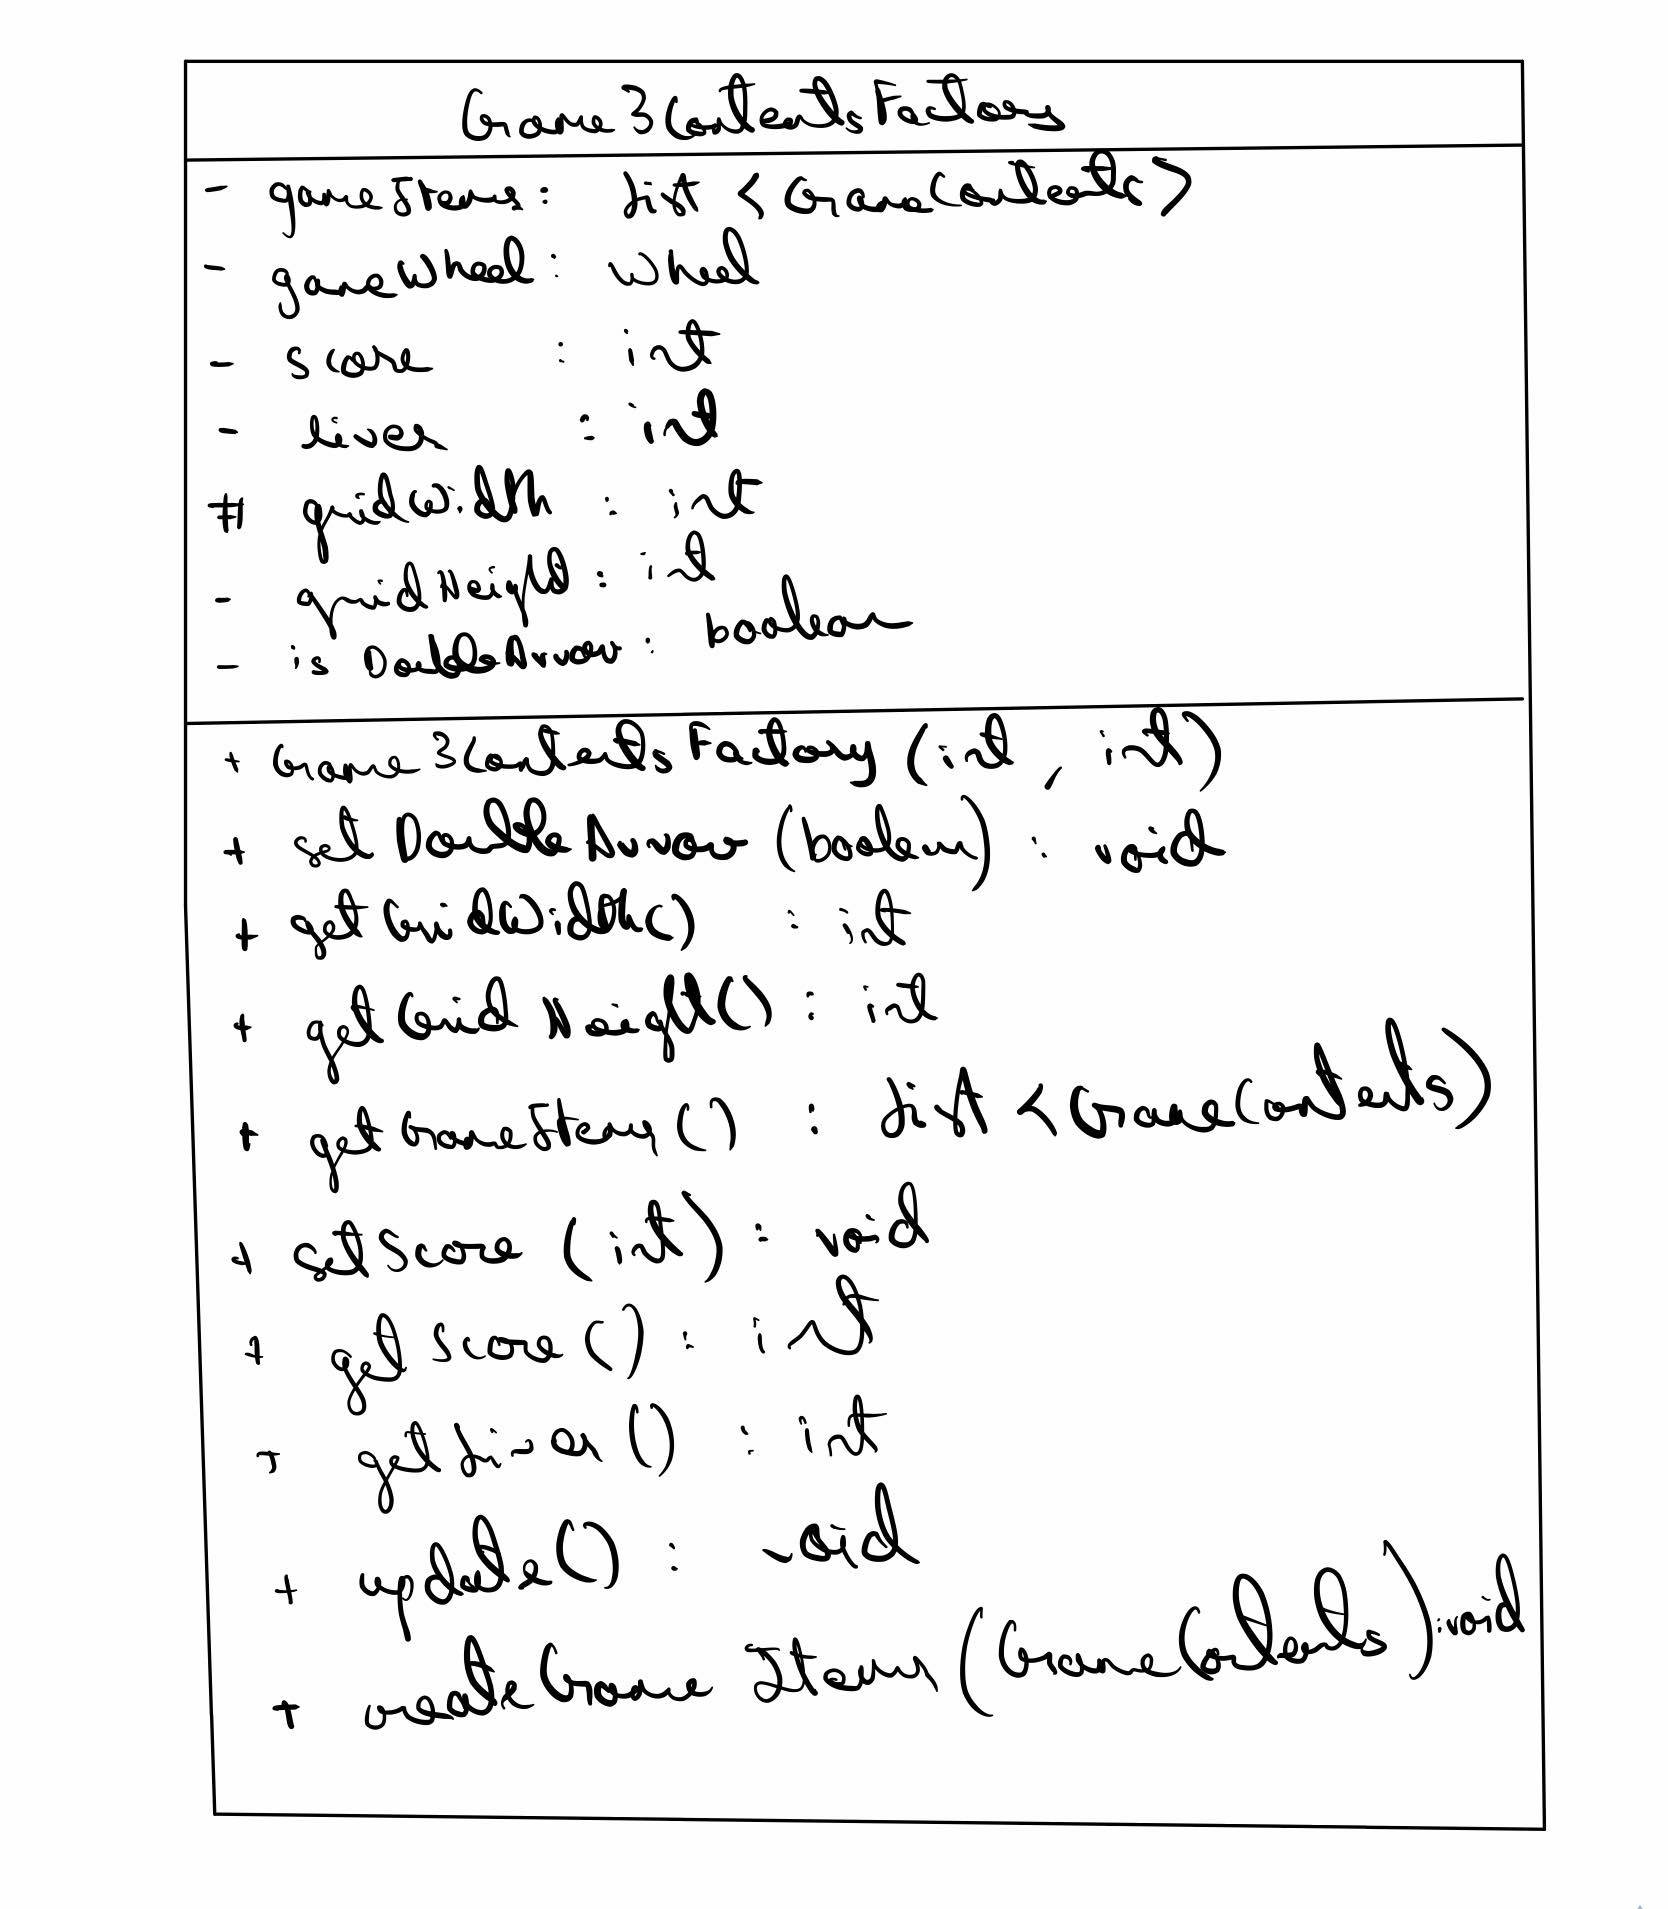 Game3ContentsFactory
- gameItems: List <GameContents>
- gameWheel: Wheel
- score : int
- lives : int
# gridWidth : int
- gridHeight: int
- isDoubleArrow: boolean
+ Game3ContentsFactory (int, int)
+ setDoubleArrow (boolean) : void
+ getGridWidth() : int
+ getGridHeight() : int
+ getGameItems() : List <GameContents)
+ setScore (int) : void
+ getScore () : int
+ getLives () : int
+ update() : void
+ createGameItems (GameContents) : void